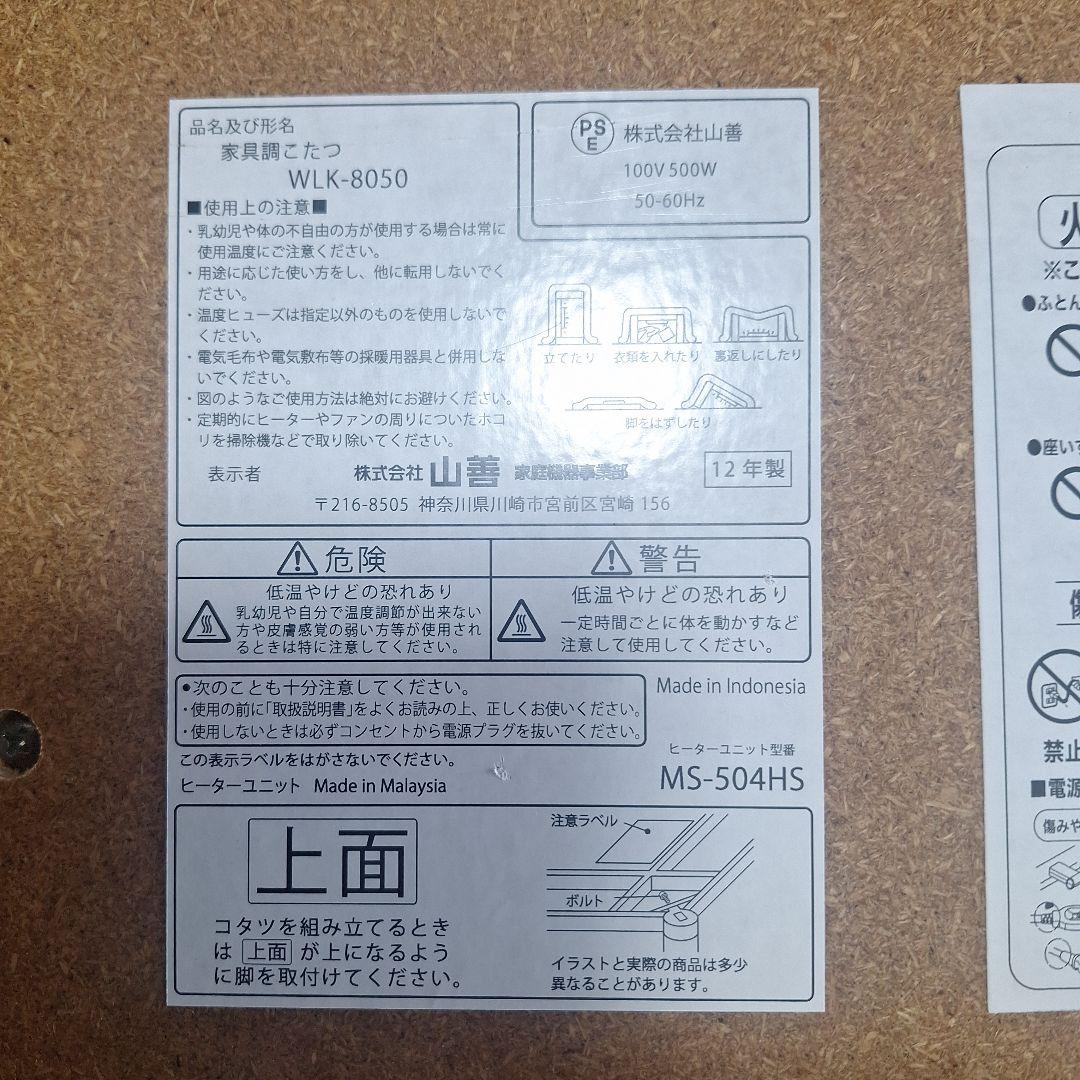 品名及び形名
家具調こたつ
WLK-8050
■使用上の注意■
・乳幼児や体の不自由の方が使用する場合は常に
使用温度にご注意ください。
・用途に応じた使い方をし、他に転用しないでく
ださい。
・温度ヒューズは指定以外のものを使用しないで
ください。
・電気毛布や電気敷布等の採暖用器具と併用しな
いでください。
・図のようなご使用方法は絶対にお避けください。
・定期的にヒーターやファンの周りについたホコ
リを掃除機などで取り除いてください。
PS
E
株式会社山善
100V 500W
50-60Hz
立てたり 衣類を入れたり 裏返しにしたり
脚をはずしたり
表示者 株式会社 山善 家庭機器事業部 12年製
〒216-8505 神奈川県川崎市宮前区宮崎 156
危険
低温やけどの恐れあり
乳幼児や自分で温度調節が出来ない
方や皮膚感覚の弱い方等が使用され
るときは特に注意してください。
警告
低温やけどの恐れあり
一定時間ごとに体を動かすなど
注意して使用してください。
●次のことも十分注意してください。
・使用の前に「取扱説明書」をよくお読みの上、正しくお使いください。
・使用しないときは必ずコンセントから電源プラグを抜いてください。
Made in Indonesia
この表示ラベルをはがさないでください。
ヒーターユニット Made in Malaysia
ヒーターユニット型番
MS-504HS
上面
コタツを組み立てるとき
は 上面 が上になるよう
に脚を取付けてください。
注意ラベル
ボルト
イラストと実際の商品は多少
異なることがあります。
※こ
●ふとん
●座いす
禁止
■電源
傷みや